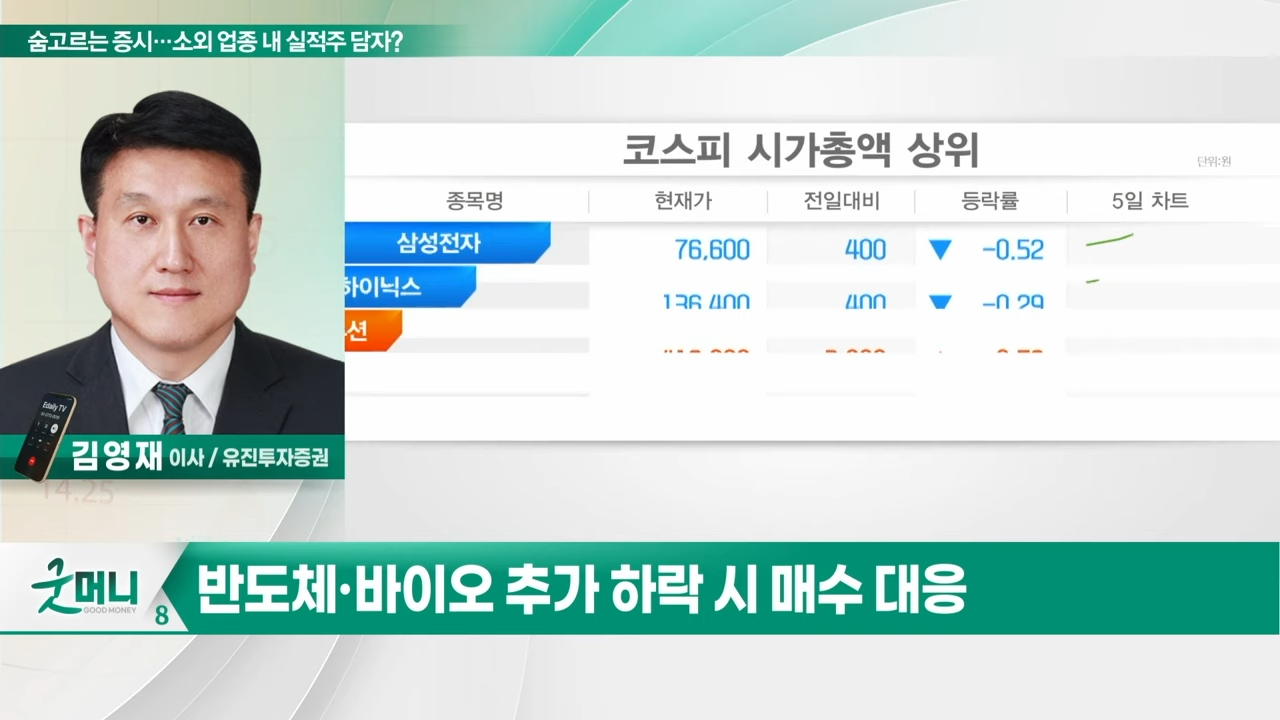 숨고르는 증시…소외 업종 내 실적주 담자?
코스피 시가총액 상위
단위:원
종목명 현재가 전일대비 등락률 5일 차트
삼성전자 76,600 400 ▼ -0.52
하이닉스 136,400 400 ▼ -0.29
션
Edaily TV
김영재 이사 / 유진투자증권
14.25
굿머니
GOOD MONEY
8
반도체·바이오 추가 하락 시 매수 대응